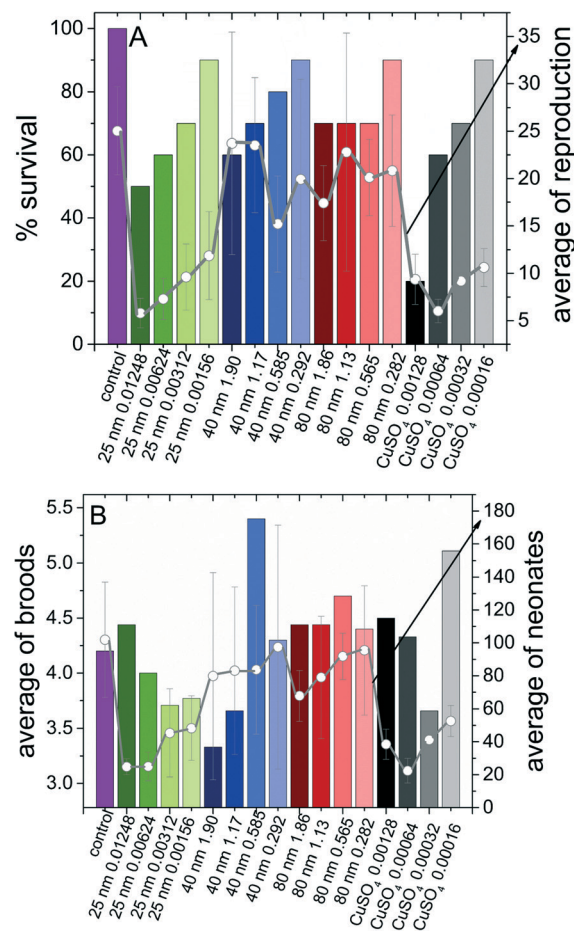 A
% survival
100
80
60
40
20
0
average of reproduction
35
30
25
20
15
10
5
control
25 nm 0.01248
25 nm 0.00624
25 nm 0.00312
25 nm 0.00156
40 nm 1.90
40 nm 1.17
40 nm 0.585
40 nm 0.292
80 nm 1.86
80 nm 1.13
80 nm 0.565
80 nm 0.282
CuSO4 0.00128
CuSO4 0.00064
CuSO4 0.00032
CuSO4 0.00016
B
average of broods
5.5
5.0
4.5
4.0
3.5
3.0
average of neonates
180
160
140
120
100
80
60
40
20
0
control
25 nm 0.01248
25 nm 0.00624
25 nm 0.00312
25 nm 0.00156
40 nm 1.90
40 nm 1.17
40 nm 0.585
40 nm 0.292
80 nm 1.86
80 nm 1.13
80 nm 0.565
80 nm 0.282
CuSO4 0.00128
CuSO4 0.00064
CuSO4 0.00032
CuSO4 0.00016